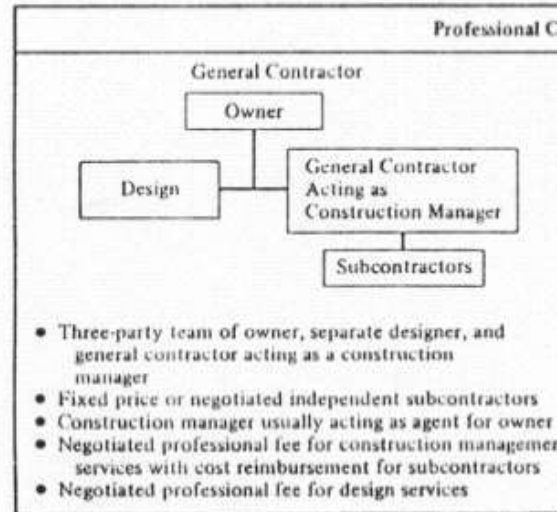 Professional C
General Contractor
Owner
Design
General Contractor
Acting as
Construction Manager
Subcontractors
• Three-party team of owner, separate designer, and
general contractor acting as a construction
manager
• Fixed price or negotiated independent subcontractors
• Construction manager usually acting as agent for owner
• Negotiated professional fee for construction managemen
services with cost reimbursement for subcontractors
• Negotiated professional fee for design services